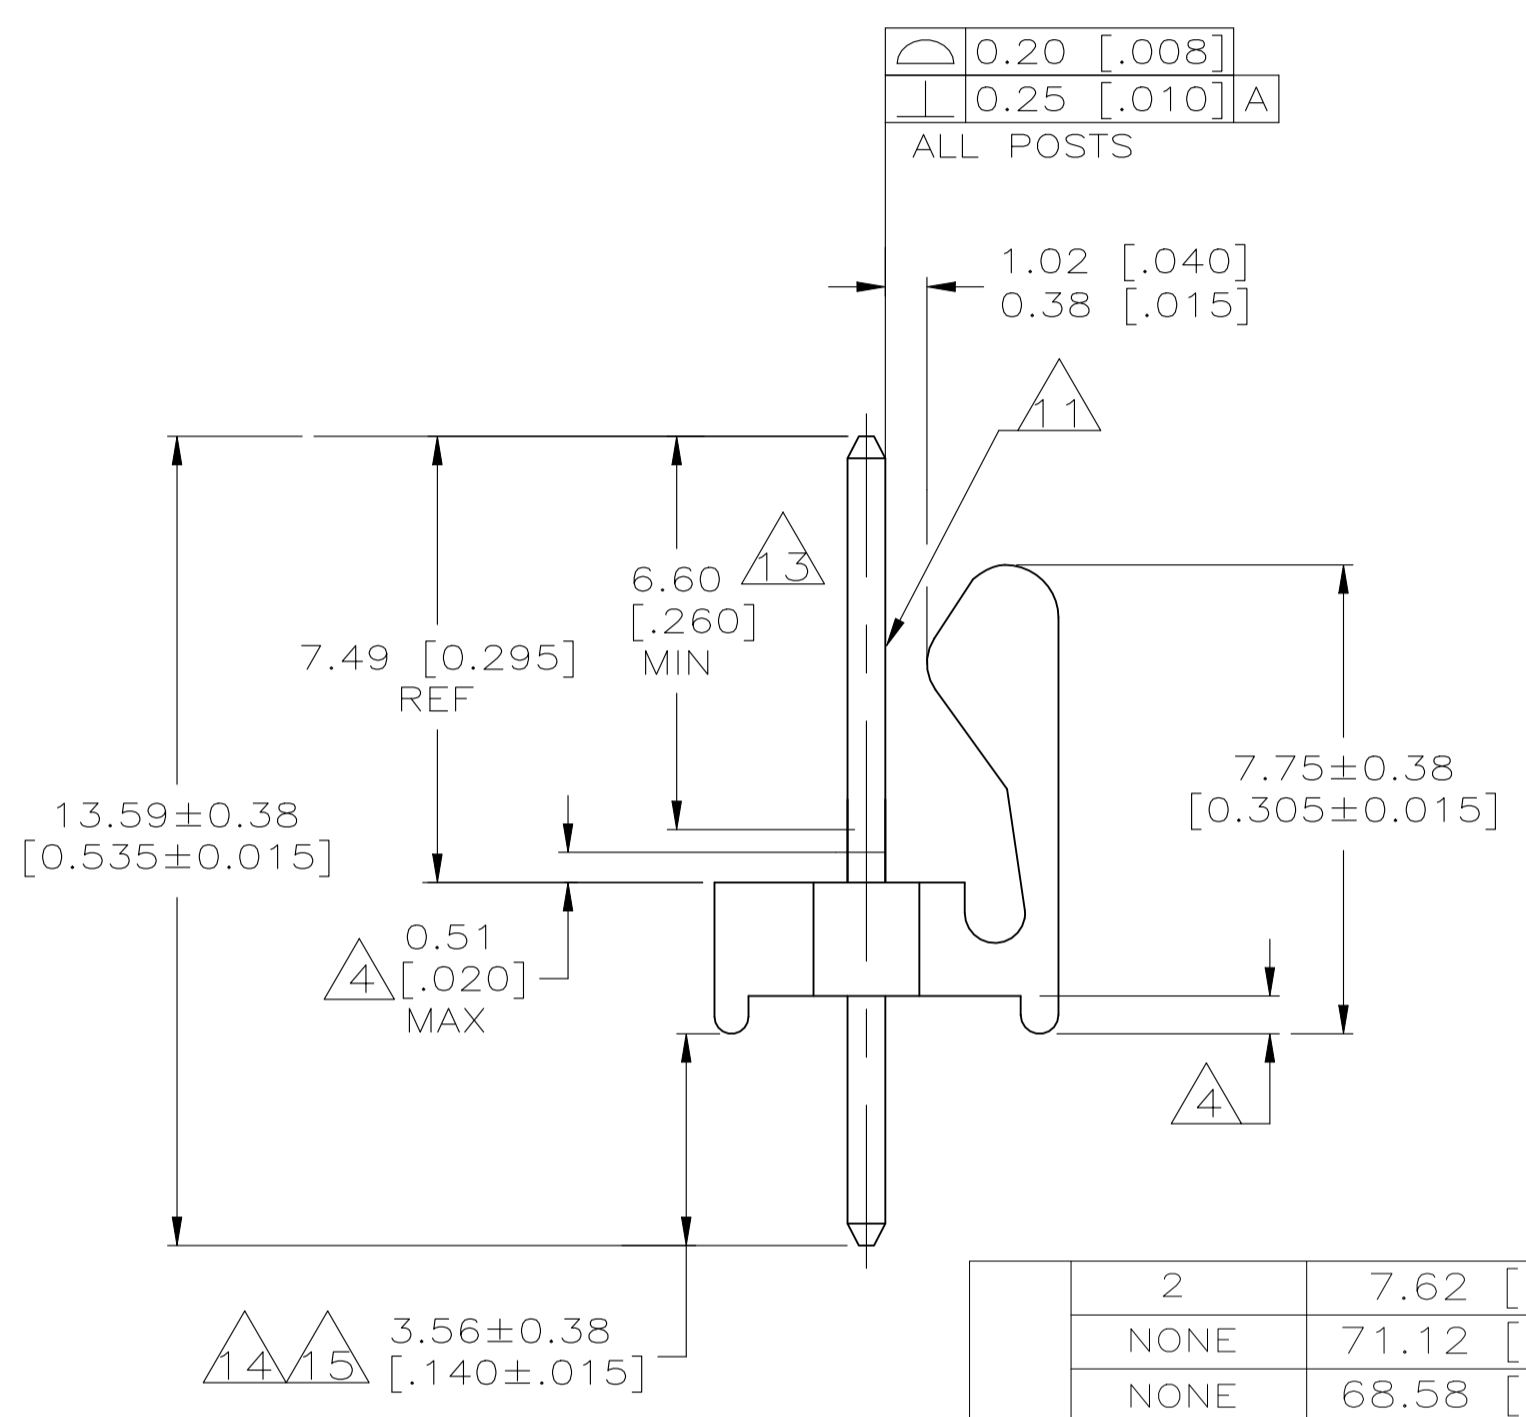 0.20 [.008]
0.25 [.010] A
ALL POSTS
1.02 [.040]
0.38 [.015]
11
13
6.60
[.260]
MIN
7.49 [0.295]
REF
7.75±0.38
[0.305±0.015]
13.59±0.38
[0.535±0.015]
4
0.51
[.020]
MAX
4
14 15
3.56±0.38
[.140±.015]
2 7.62 [
NONE 71.12 [
NONE 68.58 [